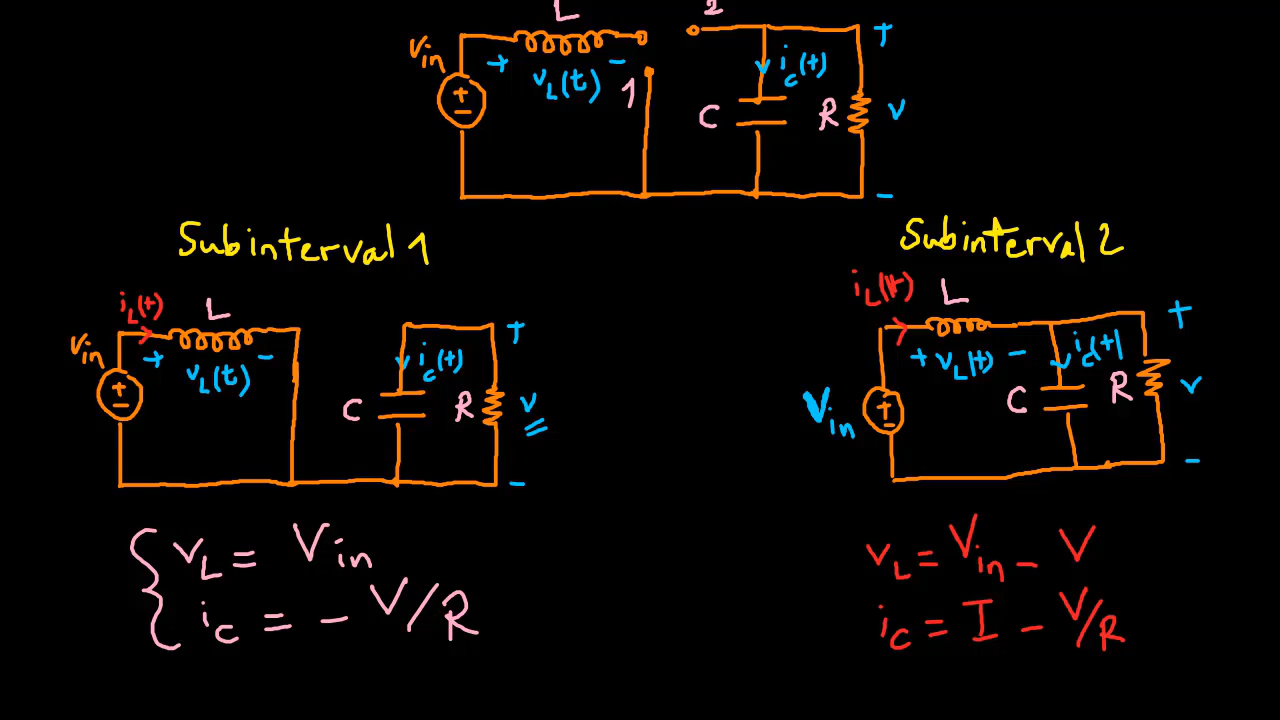 L
2
Vin
+ vL(t) -
1
ic(t)
C
R
+
v
-
Subinterval 1
Subinterval 2
iL(t)
L
Vin
+ vL(t) -
ic(t)
C
R
+
v
-
iL(t)
L
Vin
+ vL(t) -
ic(t)
C
R
+
v
-
vL = Vin
ic = - V/R
vL = Vin - V
ic = I - V/R